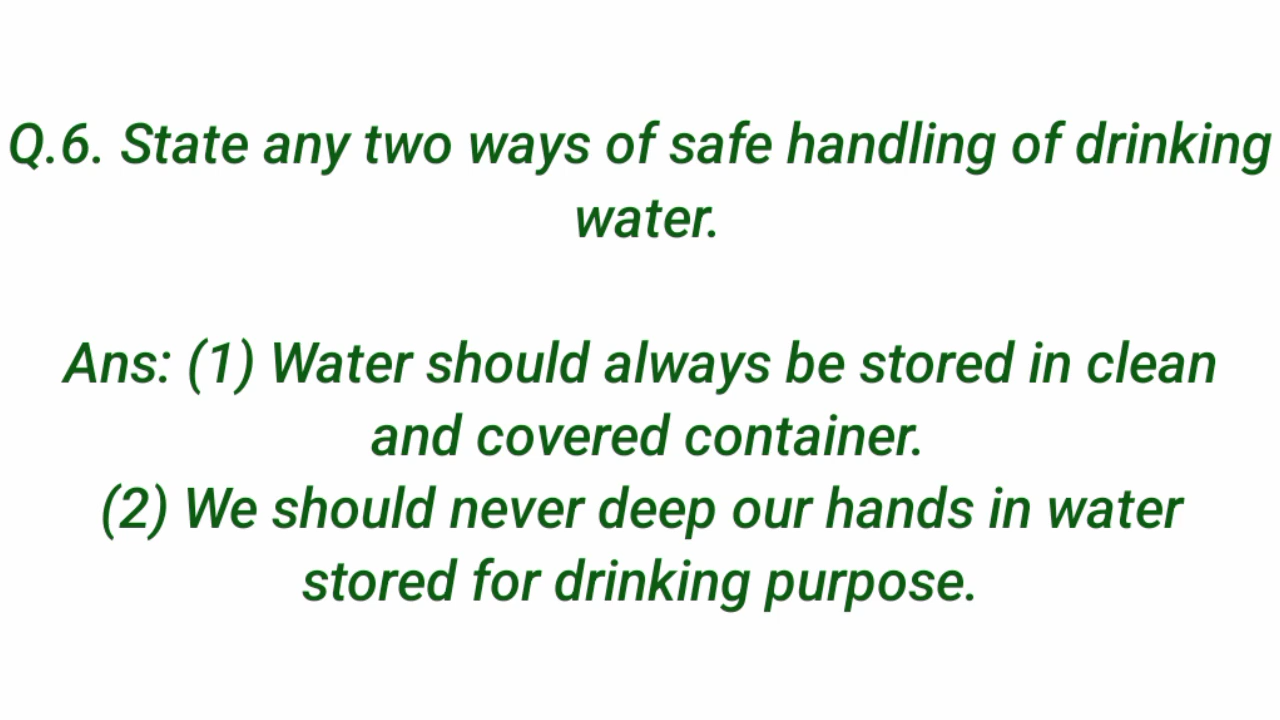 Q.6. State any two ways of safe handling of drinking
water.
Ans: (1) Water should always be stored in clean
and covered container.
(2) We should never deep our hands in water
stored for drinking purpose.